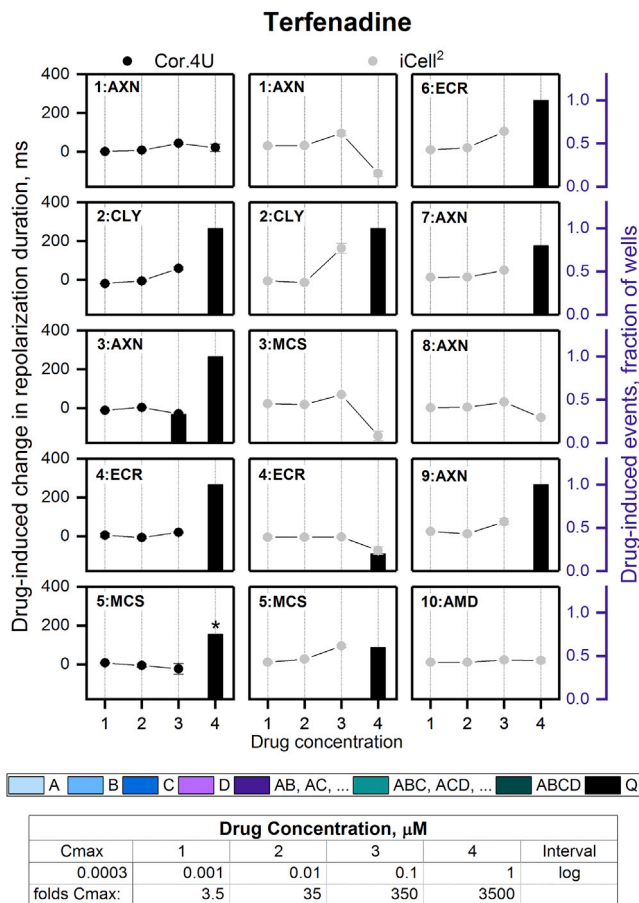 Terfenadine
Cor.4U
iCell²
Drug-induced change in repolarization duration, ms
Drug-induced events, fraction of wells
400
200
0
1:AXN
1:AXN
6:ECR
1.0
0.5
0.0
400
200
0
2:CLY
2:CLY
7:AXN
1.0
0.5
0.0
400
200
0
3:AXN
3:MCS
8:AXN
1.0
0.5
0.0
400
200
0
4:ECR
4:ECR
9:AXN
1.0
0.5
0.0
400
200
0
5:MCS
*
5:MCS
10:AMD
1.0
0.5
0.0
1 2 3 4
1 2 3 4
1 2 3 4
Drug concentration
A B C D AB, AC, ... ABC, ACD, ... ABCD Q
Drug Concentration, µM
Cmax 1 2 3 4 Interval
0.0003 0.001 0.01 0.1 1 log
folds Cmax: 3.5 35 350 3500